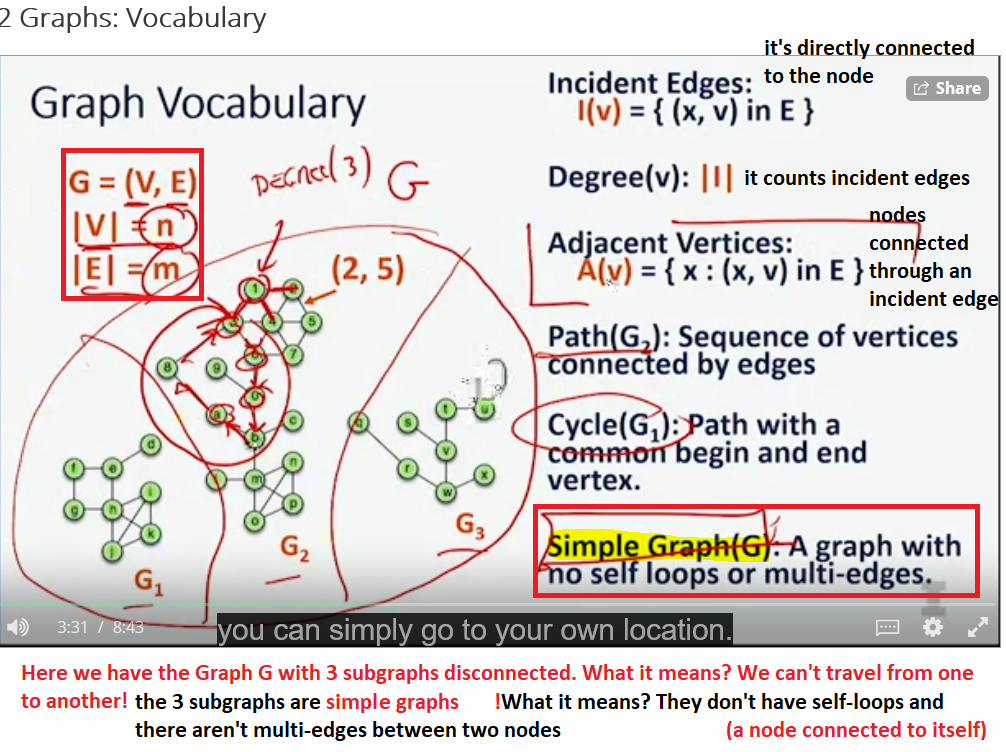 2 Graphs: Vocabulary
it's directly connected
to the node
Share
Graph Vocabulary
G = (V, E)
|V| = n
|E| = m
DEGREE(3) G
(2, 5)
1
2
3
4
5
6
7
8
9
0
a
b
c
d
f
e
g
h
i
j
k
l
m
n
o
p
q
s
t
u
v
r
x
w
G1
G2
G3
Incident Edges:
I(v) = { (x, v) in E }
Degree(v): |I| it counts incident edges
Adjacent Vertices:
A(v) = { x : (x, v) in E }
nodes
connected
through an
incident edge
Path(G2): Sequence of vertices
connected by edges
Cycle(G1): Path with a
common begin and end
vertex.
Simple Graph(G): A graph with
no self loops or multi-edges.
3:31 / 8:43
you can simply go to your own location.
Here we have the Graph G with 3 subgraphs disconnected. What it means? We can't travel from one
to another! the 3 subgraphs are simple graphs !What it means? They don't have self-loops and
there aren't multi-edges between two nodes (a node connected to itself)